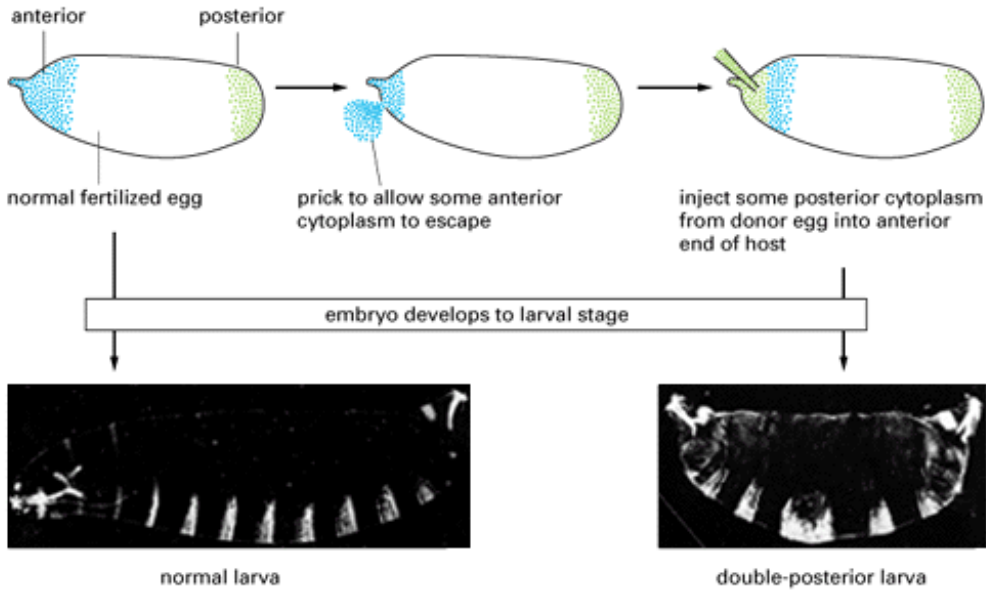 anterior
posterior
normal fertilized egg
prick to allow some anterior
cytoplasm to escape
inject some posterior cytoplasm
from donor egg into anterior
end of host
embryo develops to larval stage
normal larva
double-posterior larva